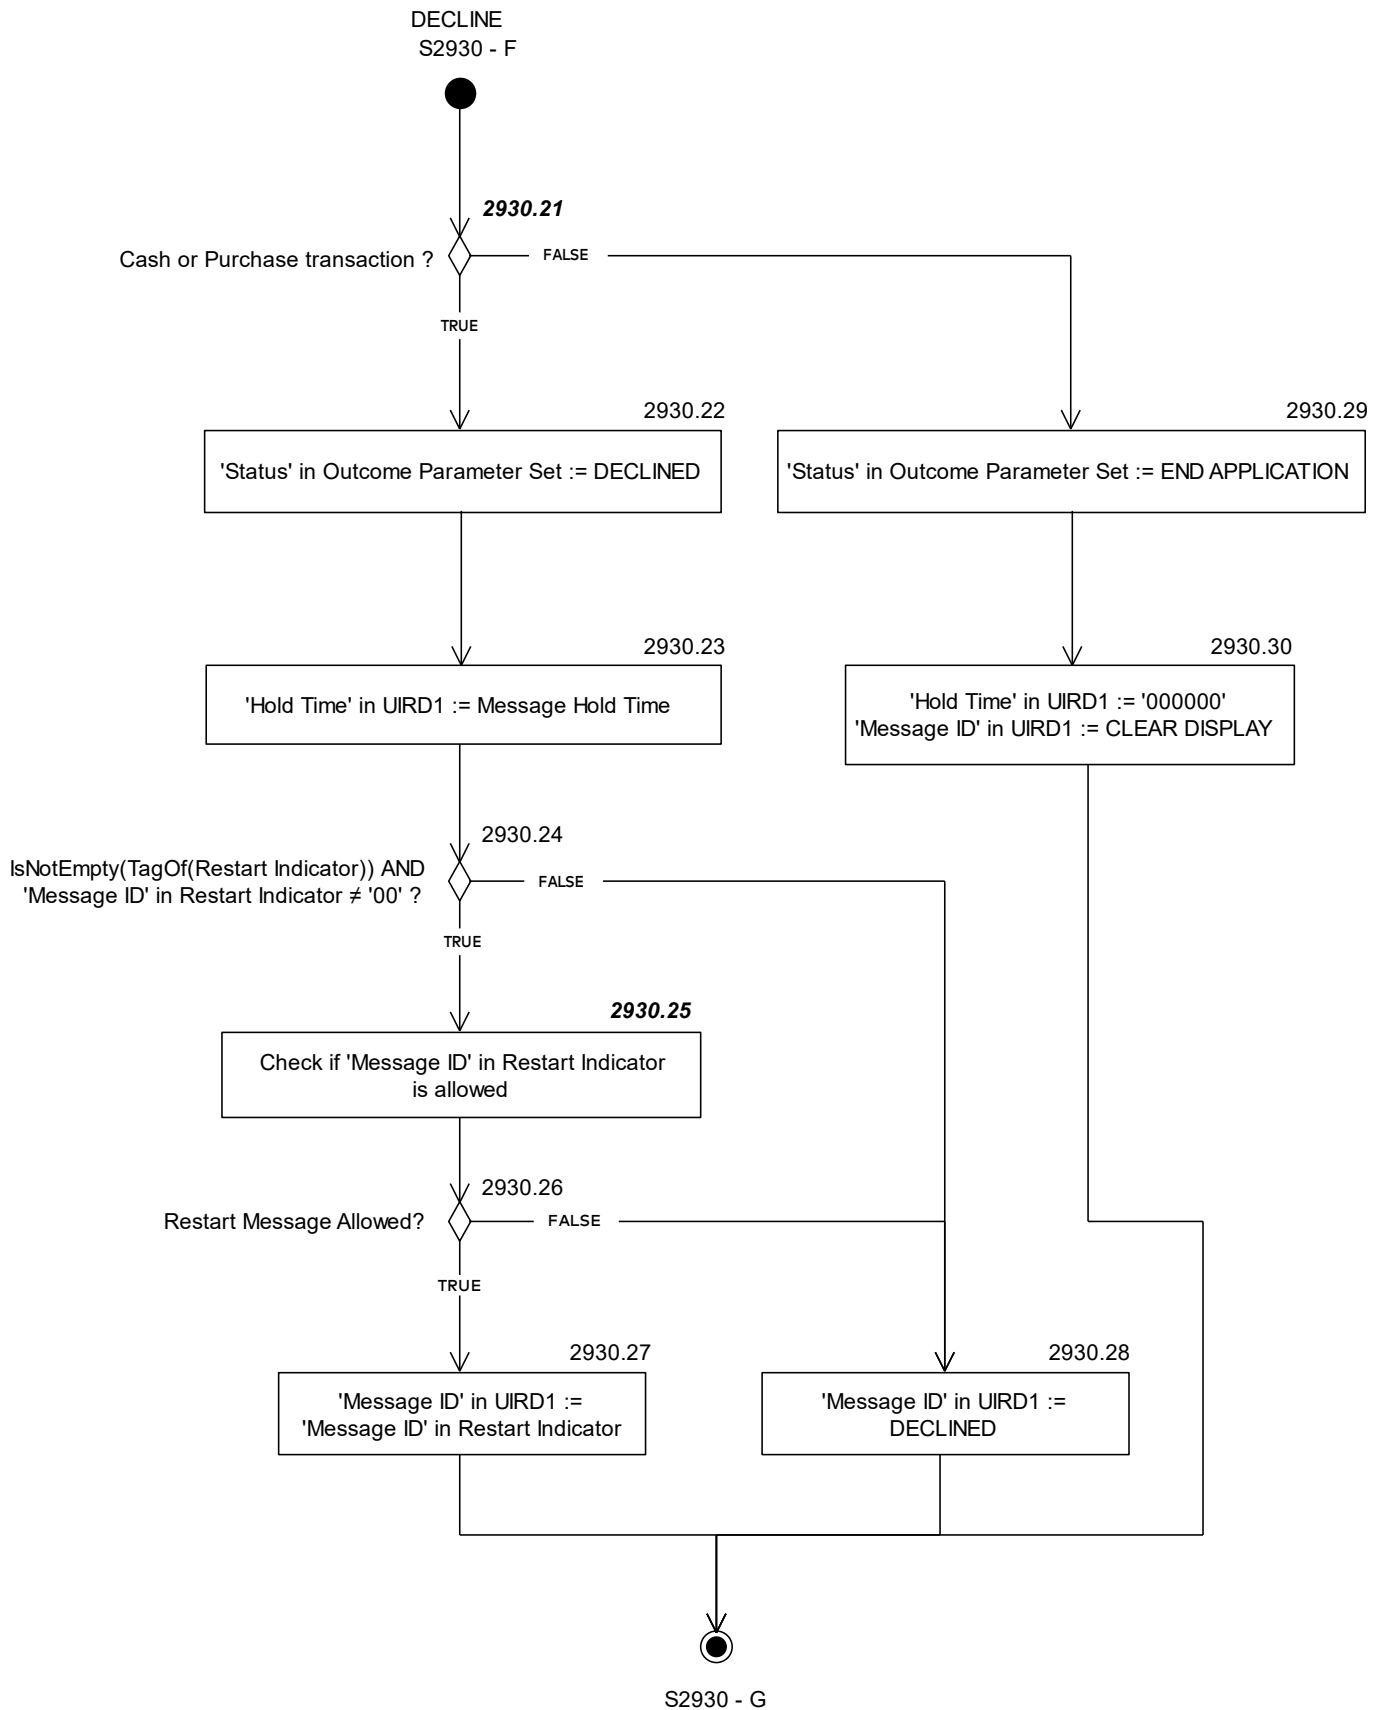 DECLINE
S2930 - F
2930.21
Cash or Purchase transaction ?
FALSE
TRUE
2930.22
2930.29
'Status' in Outcome Parameter Set := DECLINED
'Status' in Outcome Parameter Set := END APPLICATION
2930.23
2930.30
'Hold Time' in UIRD1 := Message Hold Time
'Hold Time' in UIRD1 := '000000'
'Message ID' in UIRD1 := CLEAR DISPLAY
2930.24
IsNotEmpty(TagOf(Restart Indicator)) AND
'Message ID' in Restart Indicator ≠ '00' ?
FALSE
TRUE
2930.25
Check if 'Message ID' in Restart Indicator
is allowed
2930.26
Restart Message Allowed?
FALSE
TRUE
2930.27
2930.28
'Message ID' in UIRD1 :=
'Message ID' in Restart Indicator
'Message ID' in UIRD1 :=
DECLINED
S2930 - G